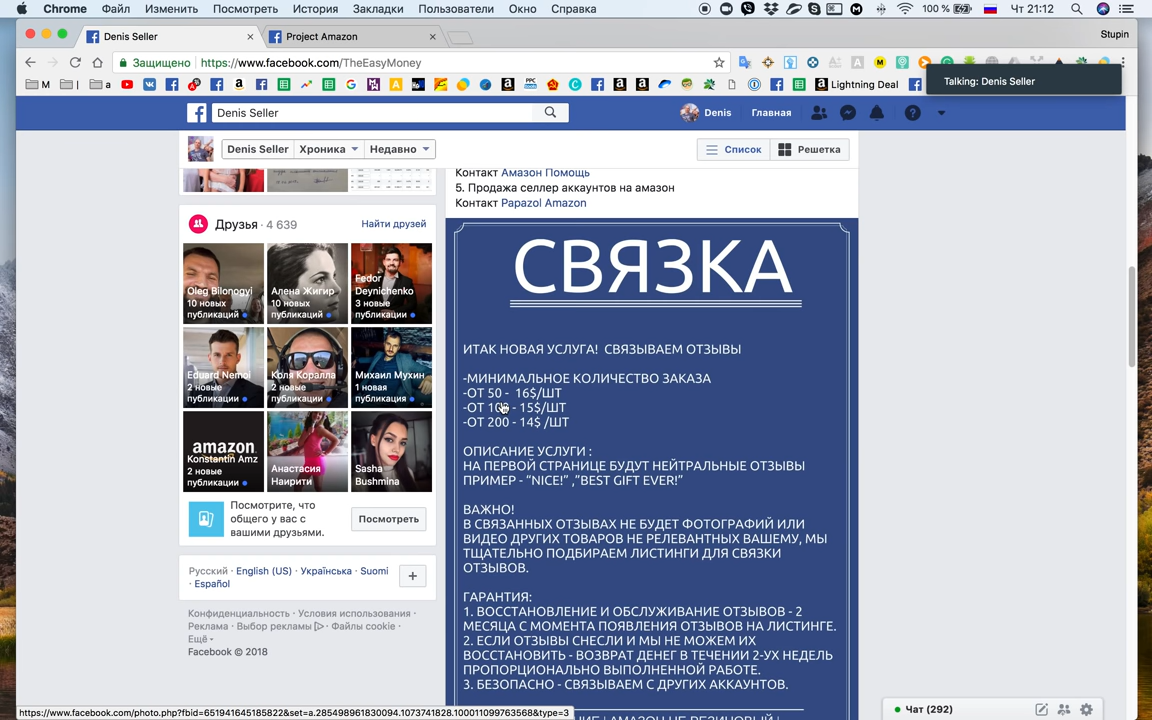 Chrome Файл Изменить Просмотреть История Закладки Пользователи Окно Справка 100 % Чт 21:12
Denis Seller
Project Amazon
Stupin
Защищено https://www.facebook.com/TheEasyMoney
M
a
PPC
Lightning Deal
Talking: Denis Seller
Denis Seller
Denis Главная
Denis Seller Хроника Недавно
Список Решетка
Контакт Амазон Помощь
5. Продажа селлер аккаунтов на амазон
Контакт Papazol Amazon
Друзья · 4 639 Найти друзей
Oleg Bilonogyi
10 новых
публикаций
Алена Жигир
10 новых
публикаций
Fedor
Deynichenko
3 новые
публикации
Eduard Nemoi
2 новые
публикации
Коля Коралла
2 новые
публикации
Михаил Мухин
1 новая
публикация
amazon
Konstantin Amz
2 новые
публикации
Анастасия
Наирити
Sasha
Bushmina
Посмотрите, что
общего у вас с
вашими друзьями.
Посмотреть
Русский · English (US) · Українська · Suomi
· Español
Конфиденциальность · Условия использования ·
Реклама · Выбор рекламы · Файлы cookie ·
Ещё
Facebook © 2018
СВЯЗКА
ИТАК НОВАЯ УСЛУГА! СВЯЗЫВАЕМ ОТЗЫВЫ
-МИНИМАЛЬНОЕ КОЛИЧЕСТВО ЗАКАЗА
-ОТ 50 - 16$/ШТ
-ОТ 100 - 15$/ШТ
-ОТ 200 - 14$ /ШТ
ОПИСАНИЕ УСЛУГИ :
НА ПЕРВОЙ СТРАНИЦЕ БУДУТ НЕЙТРАЛЬНЫЕ ОТЗЫВЫ
ПРИМЕР - “NICE!” ,”BEST GIFT EVER!”
ВАЖНО!
В СВЯЗАННЫХ ОТЗЫВАХ НЕ БУДЕТ ФОТОГРАФИЙ ИЛИ
ВИДЕО ДРУГИХ ТОВАРОВ НЕ РЕЛЕВАНТНЫХ ВАШЕМУ, МЫ
ТЩАТЕЛЬНО ПОДБИРАЕМ ЛИСТИНГИ ДЛЯ СВЯЗКИ
ОТЗЫВОВ.
ГАРАНТИЯ:
1. ВОССТАНОВЛЕНИЕ И ОБСЛУЖИВАНИЕ ОТЗЫВОВ - 2
МЕСЯЦА С МОМЕНТА ПОЯВЛЕНИЯ ОТЗЫВОВ НА ЛИСТИНГЕ.
2. ЕСЛИ ОТЗЫВЫ СНЕСЛИ И МЫ НЕ МОЖЕМ ИХ
ВОССТАНОВИТЬ - ВОЗВРАТ ДЕНЕГ В ТЕЧЕНИИ 2-УХ НЕДЕЛЬ
ПРОПОРЦИОНАЛЬНО ВЫПОЛНЕННОЙ РАБОТЕ.
3. БЕЗОПАСНО - СВЯЗЫВАЕМ С ДРУГИХ АККАУНТОВ.
Чат (292)
https://www.facebook.com/photo.php?fbid=651941645185822&set=a.285498961830094.1073741828.100011099763568&type=3